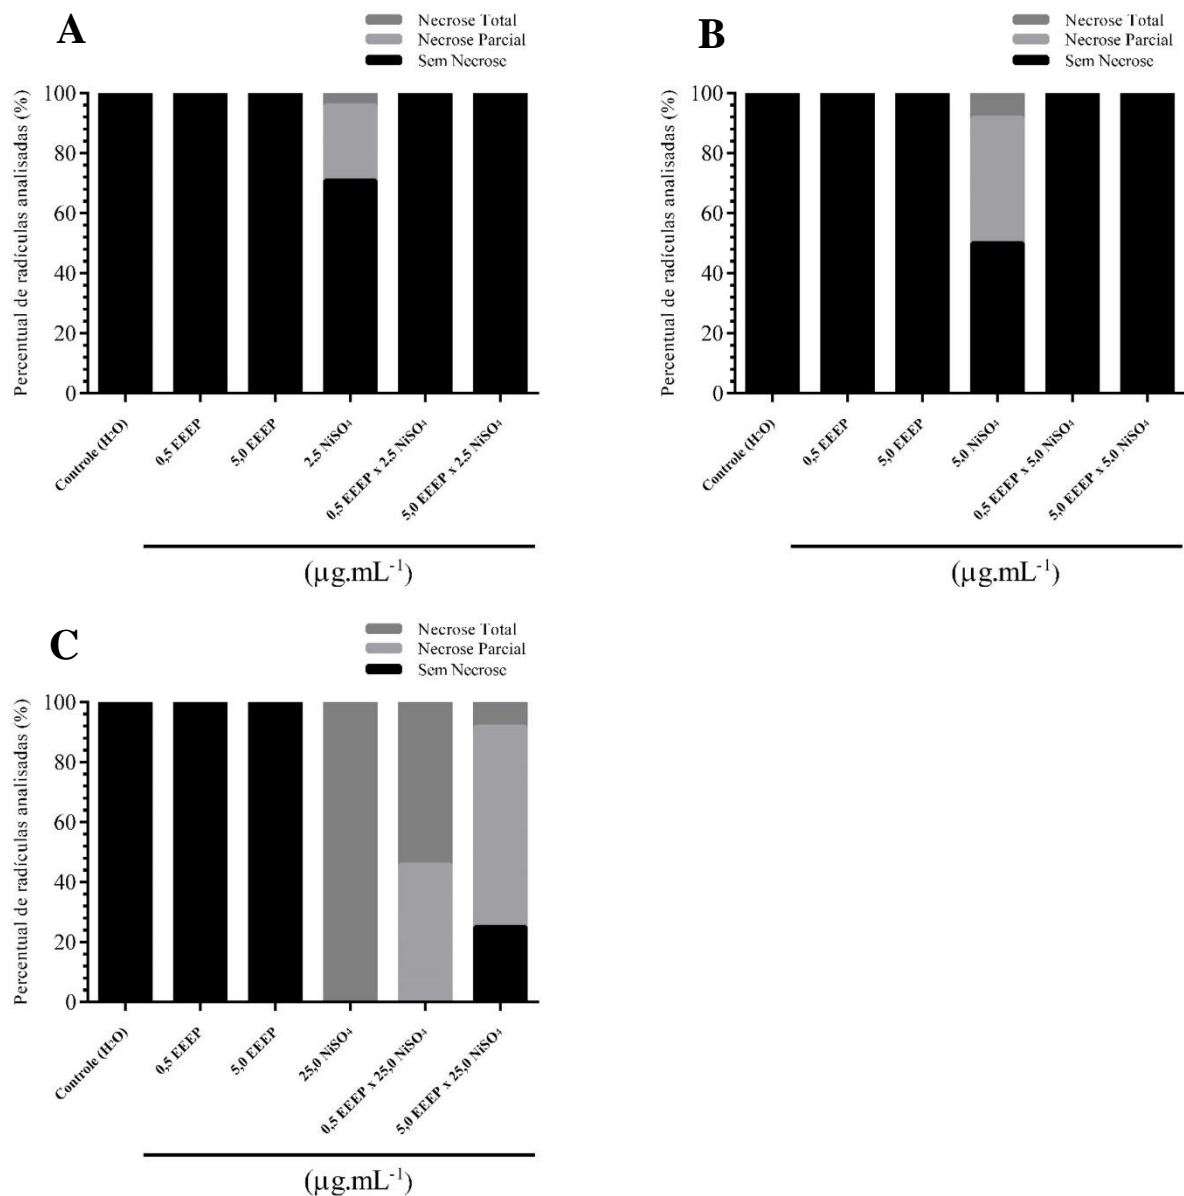 A
Necrose Total
Necrose Parcial
Sem Necrose
Percentual de radículas analisadas (%)
100
80
60
40
20
0
Controle (H2O)
0,5 EEEP
5,0 EEEP
2,5 NiSO4
0,5 EEEP x 2,5 NiSO4
5,0 EEEP x 2,5 NiSO4
(µg.mL-1)
B
Necrose Total
Necrose Parcial
Sem Necrose
Percentual de radículas analisadas (%)
100
80
60
40
20
0
Controle (H2O)
0,5 EEEP
5,0 EEEP
5,0 NiSO4
0,5 EEEP x 5,0 NiSO4
5,0 EEEP x 5,0 NiSO4
(µg.mL-1)
C
Necrose Total
Necrose Parcial
Sem Necrose
Percentual de radículas analisadas (%)
100
80
60
40
20
0
Controle (H2O)
0,5 EEEP
5,0 EEEP
25,0 NiSO4
0,5 EEEP x 25,0 NiSO4
5,0 EEEP x 25,0 NiSO4
(µg.mL-1)